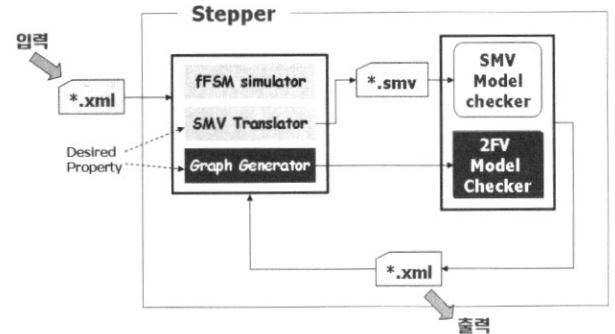 Stepper
입력
*.xml
fFSM simulator
SMV Translator
Graph Generator
Desired
Property
*.smv
SMV
Model
checker
2FV
Model
Checker
*.xml
출력